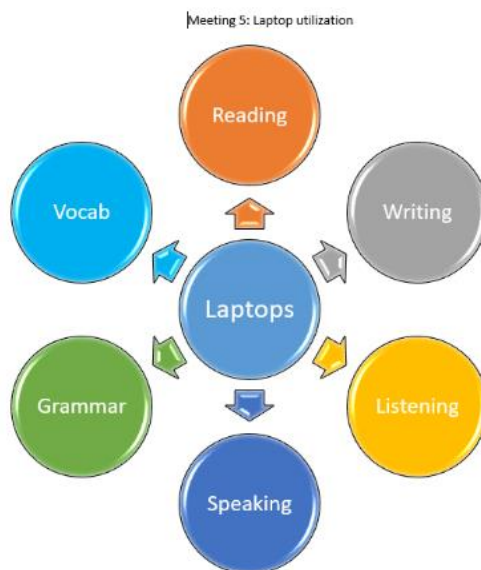 Meeting 5: Laptop utilization
Reading
Vocab
Writing
Laptops
Grammar
Listening
Speaking